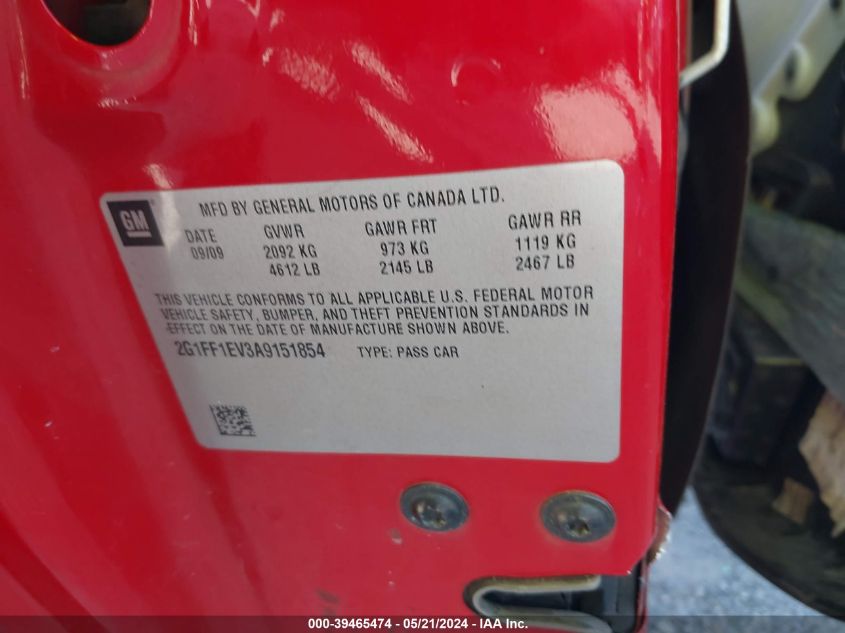 GM
MFD BY GENERAL MOTORS OF CANADA LTD.
DATE GVWR GAWR FRT GAWR RR
09/09 2092 KG 973 KG 1119 KG
4612 LB 2145 LB 2467 LB
THIS VEHICLE CONFORMS TO ALL APPLICABLE U.S. FEDERAL MOTOR
VEHICLE SAFETY, BUMPER, AND THEFT PREVENTION STANDARDS IN
EFFECT ON THE DATE OF MANUFACTURE SHOWN ABOVE.
2G1FF1EV3A9151854 TYPE: PASS CAR
000-39465474 - 05/21/2024 - IAA Inc.